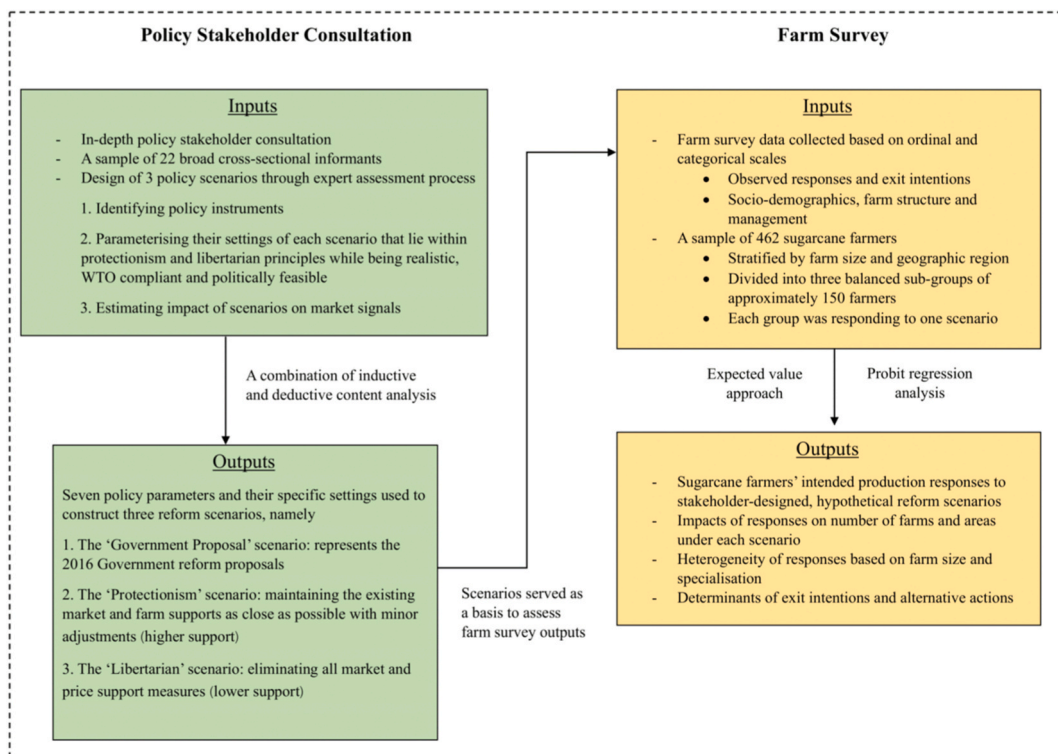 Policy Stakeholder Consultation
Inputs
- In-depth policy stakeholder consultation
- A sample of 22 broad cross-sectional informants
- Design of 3 policy scenarios through expert assessment process
1. Identifying policy instruments
2. Parameterising their settings of each scenario that lie within
protectionism and libertarian principles while being realistic,
WTO compliant and politically feasible
3. Estimating impact of scenarios on market signals
A combination of inductive
and deductive content analysis
Outputs
Seven policy parameters and their specific settings used to
construct three reform scenarios, namely
1. The ‘Government Proposal’ scenario: represents the
2016 Government reform proposals
2. The ‘Protectionism’ scenario: maintaining the existing
market and farm supports as close as possible with minor
adjustments (higher support)
3. The ‘Libertarian’ scenario: eliminating all market and
price support measures (lower support)
Scenarios served as
a basis to assess
farm survey outputs
Farm Survey
Inputs
- Farm survey data collected based on ordinal and
categorical scales
• Observed responses and exit intentions
• Socio-demographics, farm structure and
management
- A sample of 462 sugarcane farmers
• Stratified by farm size and geographic region
• Divided into three balanced sub-groups of
approximately 150 farmers
• Each group was responding to one scenario
Expected value
approach
Probit regression
analysis
Outputs
- Sugarcane farmers’ intended production responses to
stakeholder-designed, hypothetical reform scenarios
- Impacts of responses on number of farms and areas
under each scenario
- Heterogeneity of responses based on farm size and
specialisation
- Determinants of exit intentions and alternative actions